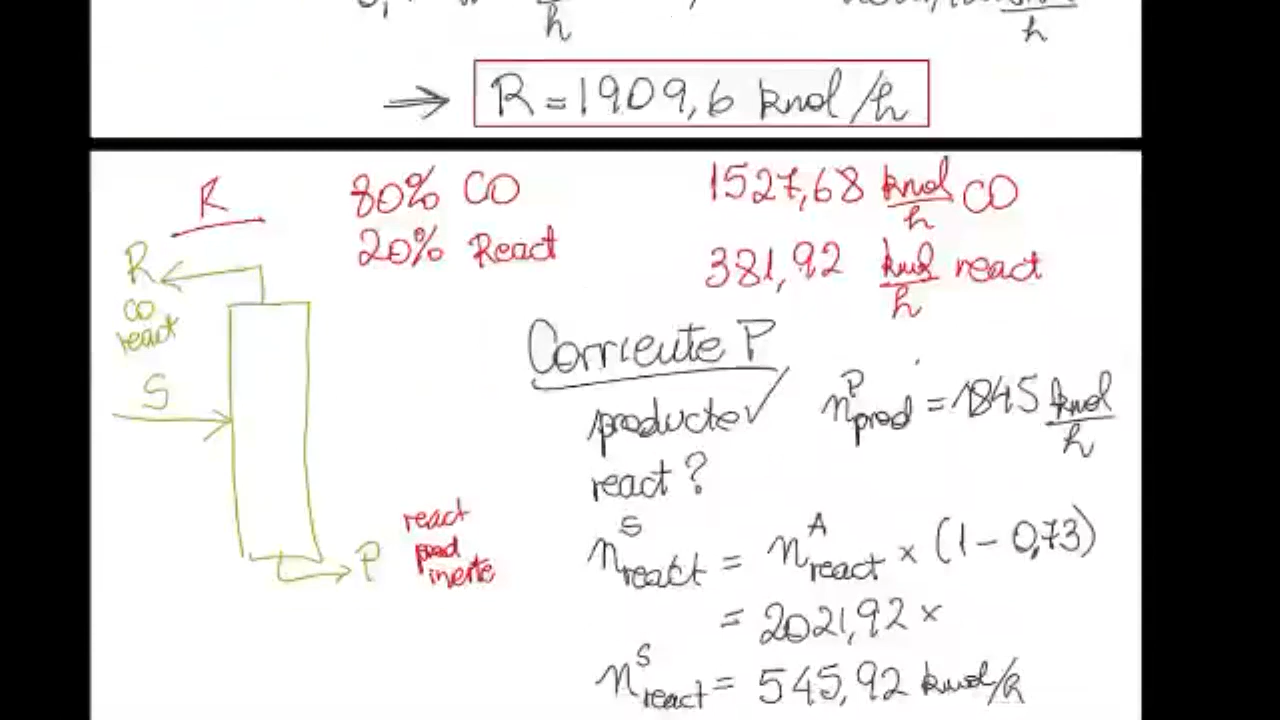 h
h
⇒ R = 1909,6 kmol/h
R
80% CO
1527,68 kmol/h CO
20% React
381,92 kmol/h react
R
CO
react
S
Corriente P
producto ✓ n^P_prod = 1845 kmol/h
react ?
n^S_react = n^A_react × (1 − 0,73)
= 2021,92 ×
n^S_react = 545,92 kmol/h
react
prod
inerte
P